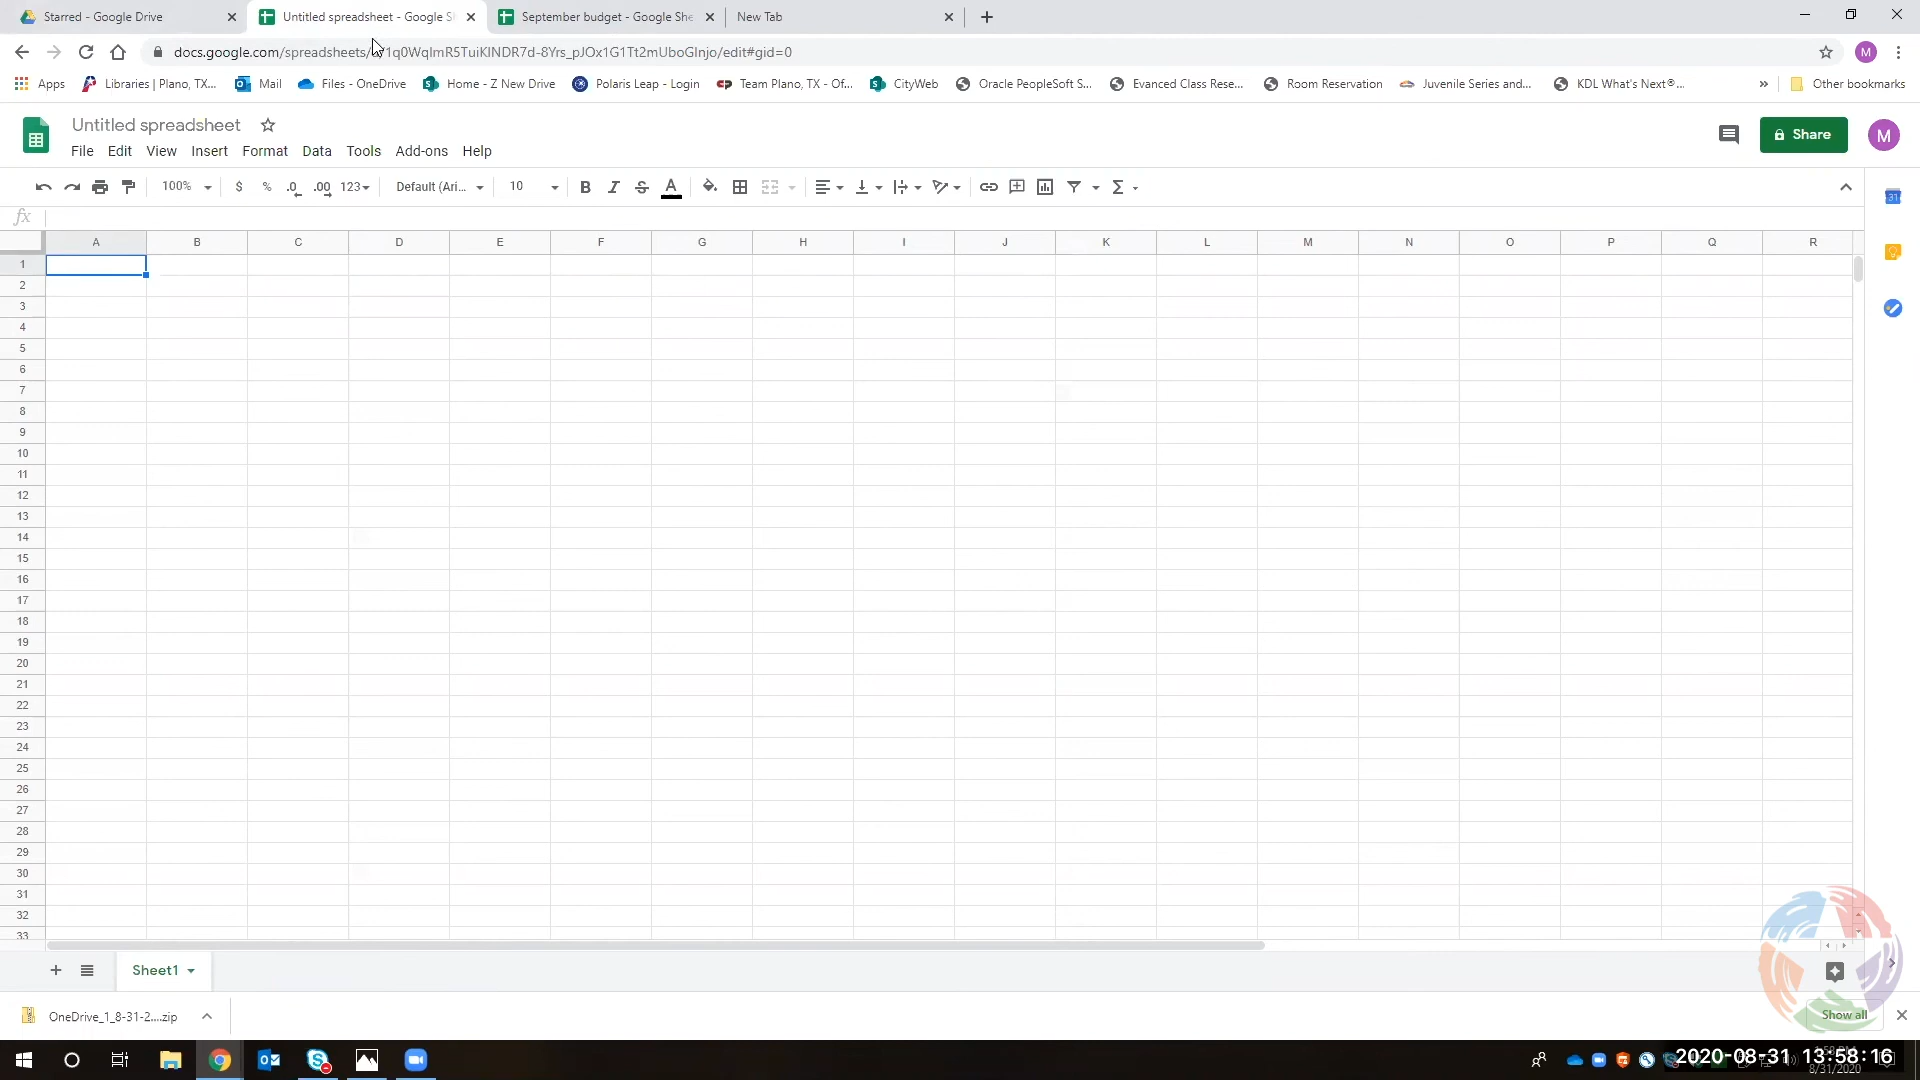 Starred - Google Drive
Untitled spreadsheet - Google S
September budget - Google She
New Tab
docs.google.com/spreadsheets/
Apps
Libraries | Plano, TX...
Mail
Files - OneDrive
Home - Z New Drive
Polaris Leap - Login
Team Plano, TX - Of...
CityWeb
Oracle PeopleSoft S...
Evanced Class Rese...
Room Reservation
Juvenile Series and...
KDL What's Next®...
»
Other bookmarks
M
Untitled spreadsheet
Share
M
File Edit View Insert Format Data Tools Add-ons Help
100% $ % .0 .00 123 Default (Ari... 10 B I S A Σ
31
fx
A B C D E F G H I J K L M N O P Q R
1
2
3
4
5
6
7
8
9
10
11
12
13
14
15
16
17
18
19
20
21
22
23
24
25
26
27
28
29
30
31
32
33
Sheet1
OneDrive_1_8-31-2....zip
Show all
2020-08-31 13:58:16
8/31/2020